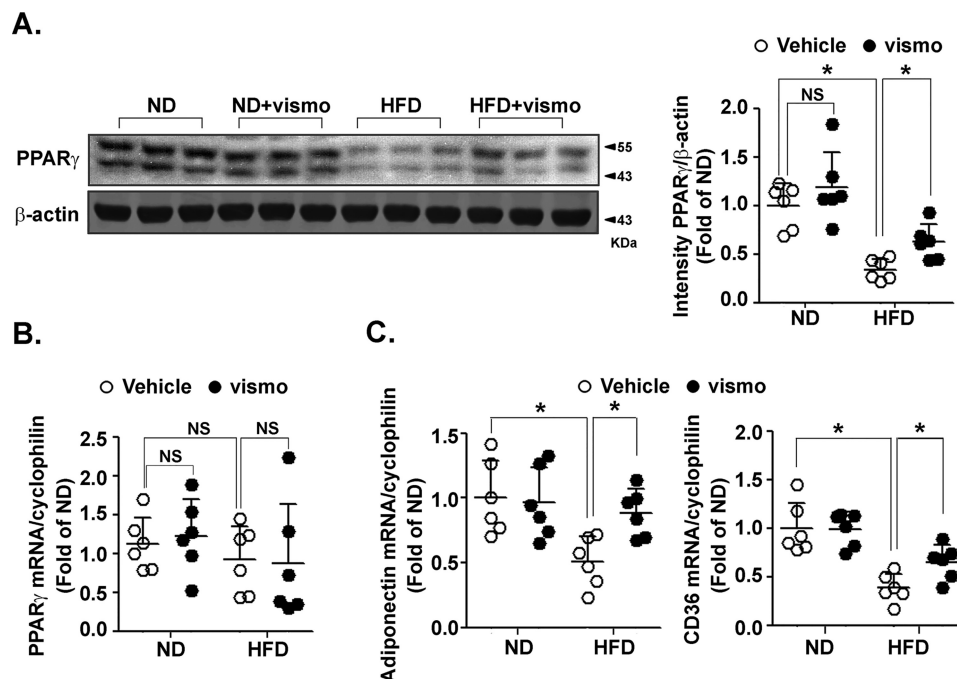 A.
Vehicle vismo
ND ND+vismo HFD HFD+vismo
PPARγ
55
43
β-actin
43
KDa
Intensity PPARγ/β-actin
(Fold of ND)
* *
NS
2.0
1.5
1.0
0.5
0.0
ND HFD
B.
Vehicle vismo
PPARγ mRNA/cyclophilin
(Fold of ND)
NS NS
NS
2.5
2.0
1.5
1.0
0.5
0.0
ND HFD
C.
Vehicle vismo
Adiponectin mRNA/cyclophilin
(Fold of ND)
* *
1.5
1.0
0.5
0.0
ND HFD
CD36 mRNA/cyclophilin
(Fold of ND)
* *
2.0
1.5
1.0
0.5
0.0
ND HFD